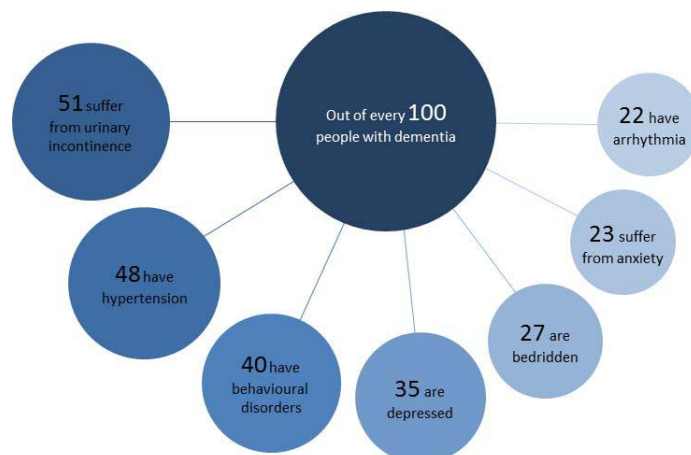 Out of every 100
people with dementia
51 suffer
from urinary
incontinence
48 have
hypertension
40 have
behavioural
disorders
35 are
depressed
27 are
bedridden
23 suffer
from anxiety
22 have
arrhythmia